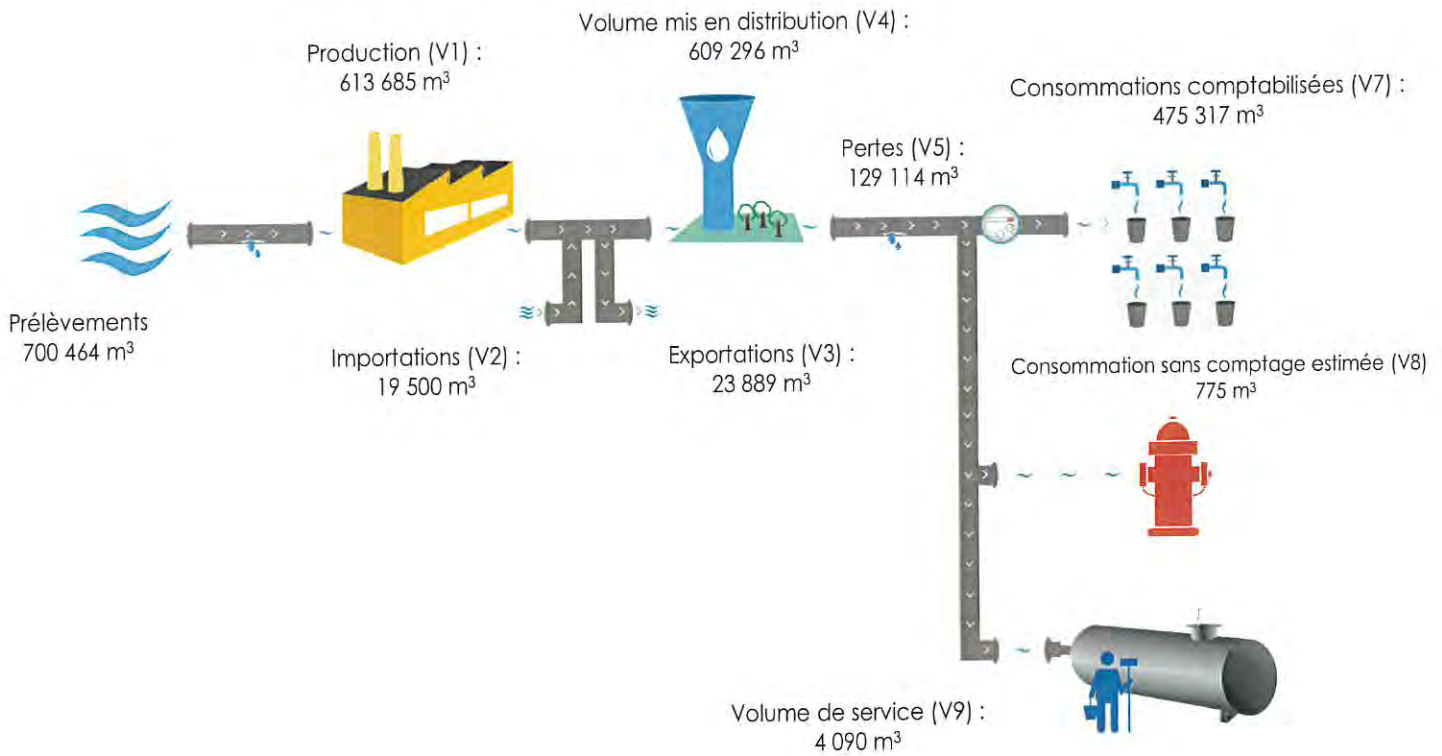 Volume mis en distribution (V4) :
609 296 m³
Production (V1) :
613 685 m³
Consommations comptabilisées (V7) :
475 317 m³
Pertes (V5) :
129 114 m³
Prélèvements
700 464 m³
Importations (V2) :
19 500 m³
Exportations (V3) :
23 889 m³
Consommation sans comptage estimée (V8)
775 m³
Volume de service (V9) :
4 090 m³